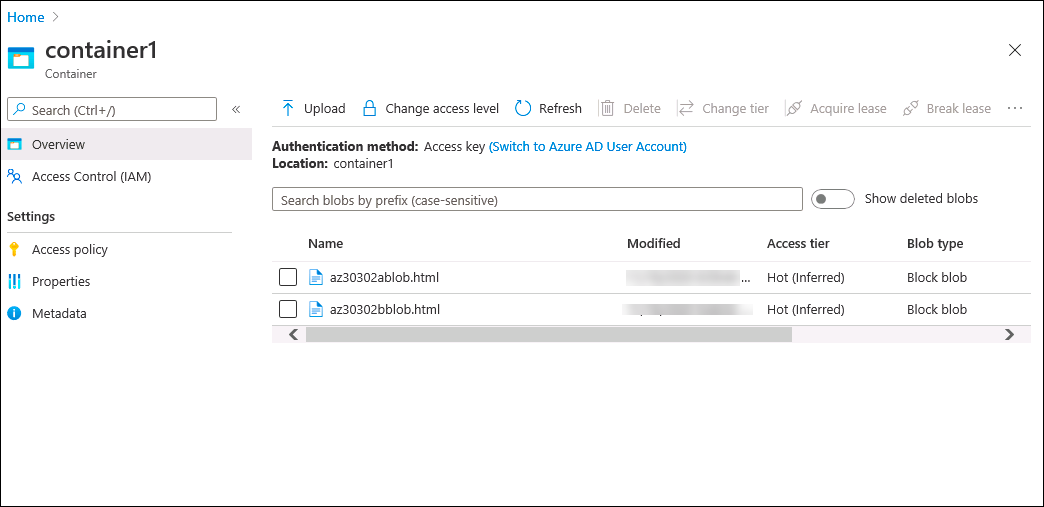 Home >
container1
Container
Search (Ctrl+/)
«
Upload Change access level Refresh Delete Change tier Acquire lease Break lease ...
Overview
Authentication method: Access key (Switch to Azure AD User Account)
Location: container1
Access Control (IAM)
Search blobs by prefix (case-sensitive)
Show deleted blobs
Settings
Name Modified Access tier Blob type
Access policy
az30302ablob.html ... Hot (Inferred) Block blob
Properties
az30302bblob.html Hot (Inferred) Block blob
Metadata